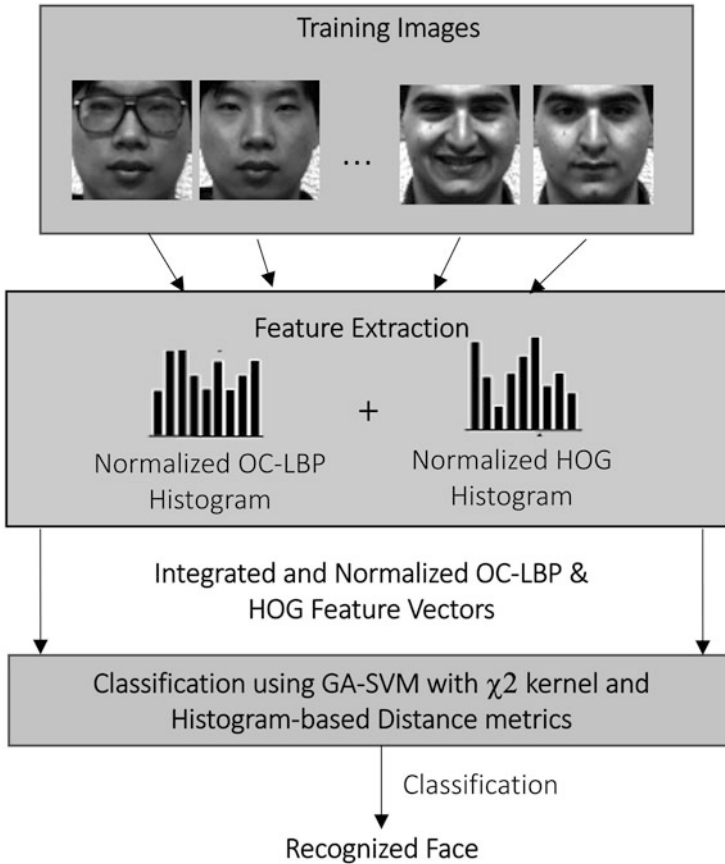 Training Images
...
Feature Extraction
+
Normalized OC-LBP
Histogram
Normalized HOG
Histogram
Integrated and Normalized OC-LBP &
HOG Feature Vectors
Classification using GA-SVM with χ2 kernel and
Histogram-based Distance metrics
Classification
Recognized Face